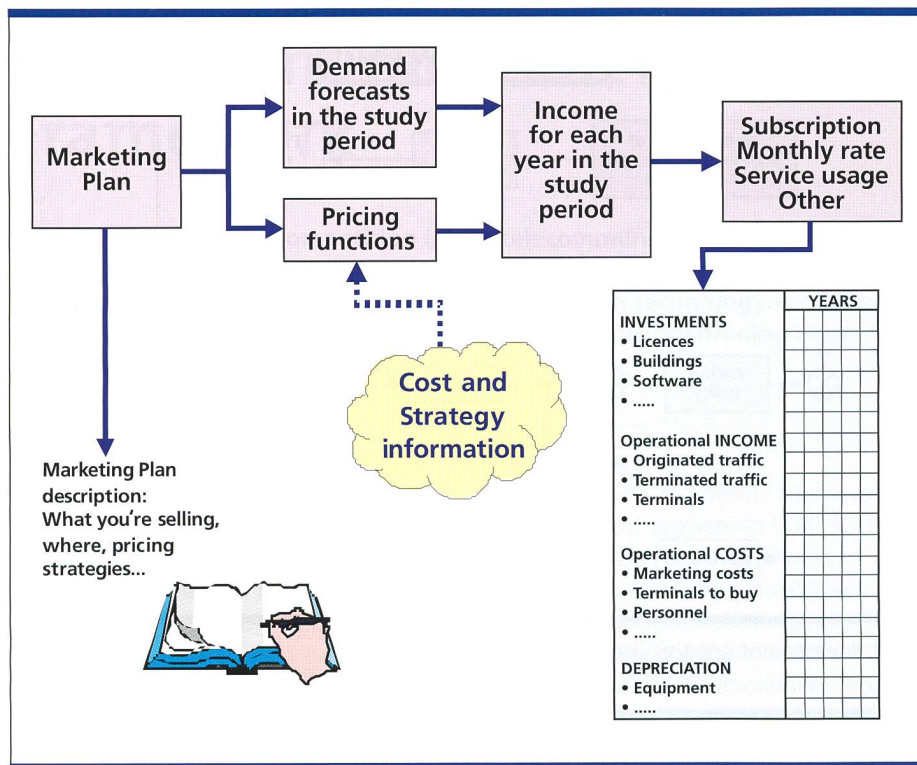 Marketing
Plan
Demand
forecasts
in the study
period
Pricing
functions
Income
for each
year in the
study
period
Subscription
Monthly rate
Service usage
Other
Cost and
Strategy
information
Marketing Plan
description:
What you're selling,
where, pricing
strategies...
YEARS
INVESTMENTS
• Licences
• Buildings
• Software
• .....
Operational INCOME
• Originated traffic
• Terminated traffic
• Terminals
• .....
Operational COSTS
• Marketing costs
• Terminals to buy
• Personnel
• .....
DEPRECIATION
• Equipment
• .....